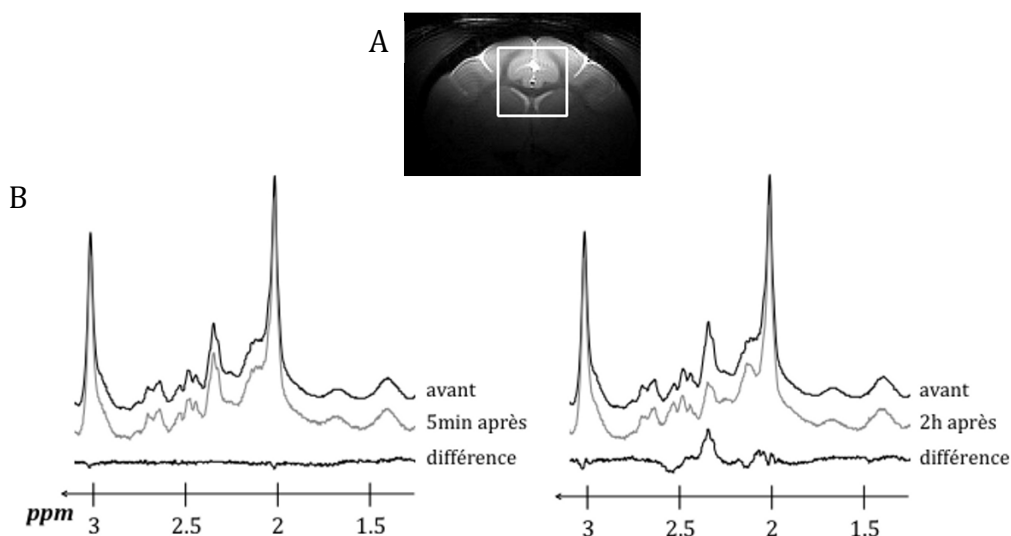 A
B
avant
5min après
différence
ppm
3 2.5 2 1.5
avant
2h après
différence
3 2.5 2 1.5